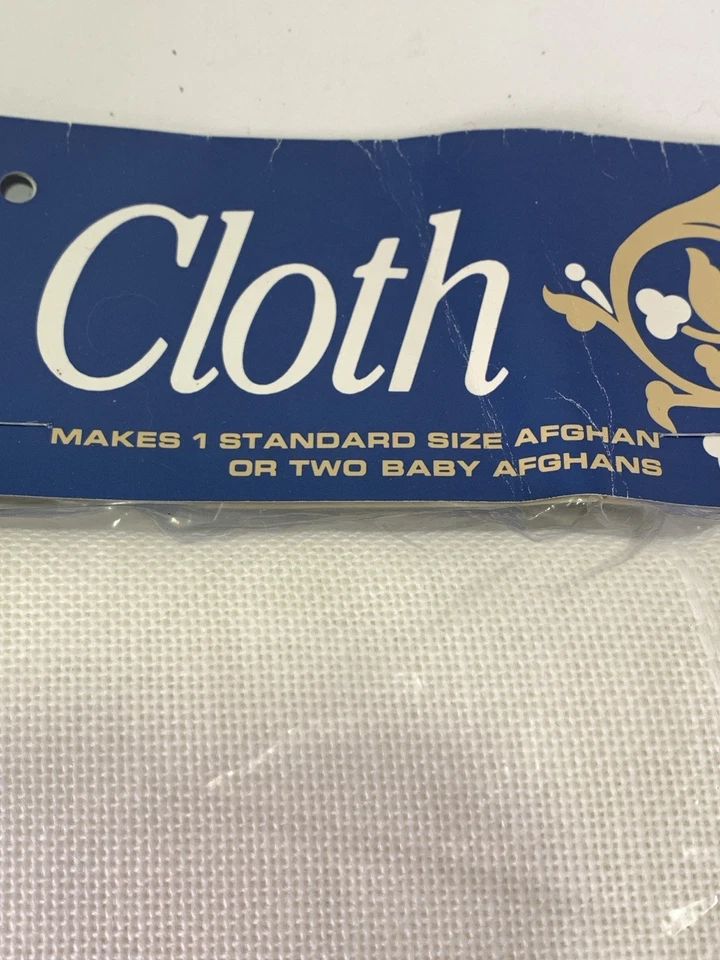 Cloth
MAKES 1 STANDARD SIZE AFGHAN
OR TWO BABY AFGHANS